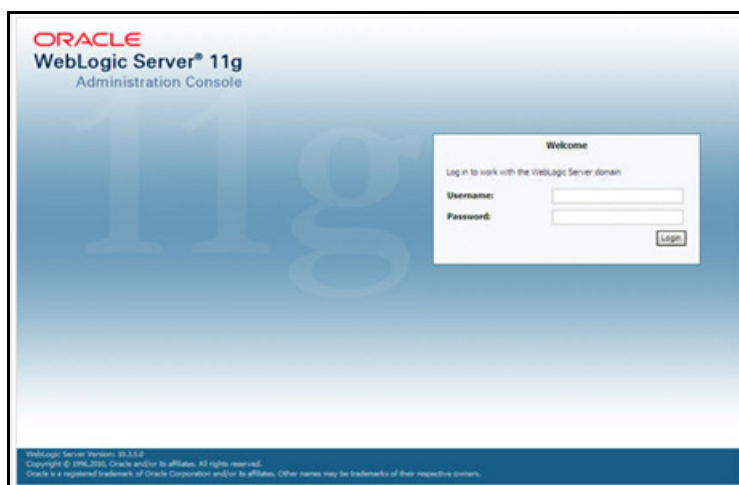 ORACLE
WebLogic Server® 11g
Administration Console
11g
Welcome
Log in to work with the WebLogic Server domain
Username:
Password:
Login
WebLogic Server Version: 10.3.5.0
Copyright © 1996,2010, Oracle and/or its affiliates. All rights reserved.
Oracle is a registered trademark of Oracle Corporation and/or its affiliates. Other names may be trademarks of their respective owners.